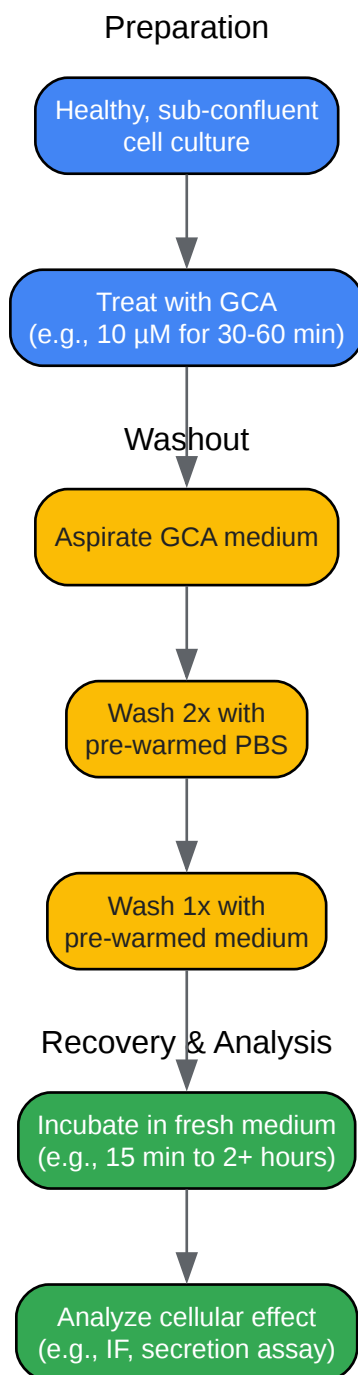 Preparation
Healthy, sub-confluent
cell culture
Treat with GCA
(e.g., 10 µM for 30-60 min)
Washout
Aspirate GCA medium
Wash 2x with
pre-warmed PBS
Wash 1x with
pre-warmed medium
Recovery & Analysis
Incubate in fresh medium
(e.g., 15 min to 2+ hours)
Analyze cellular effect
(e.g., IF, secretion assay)